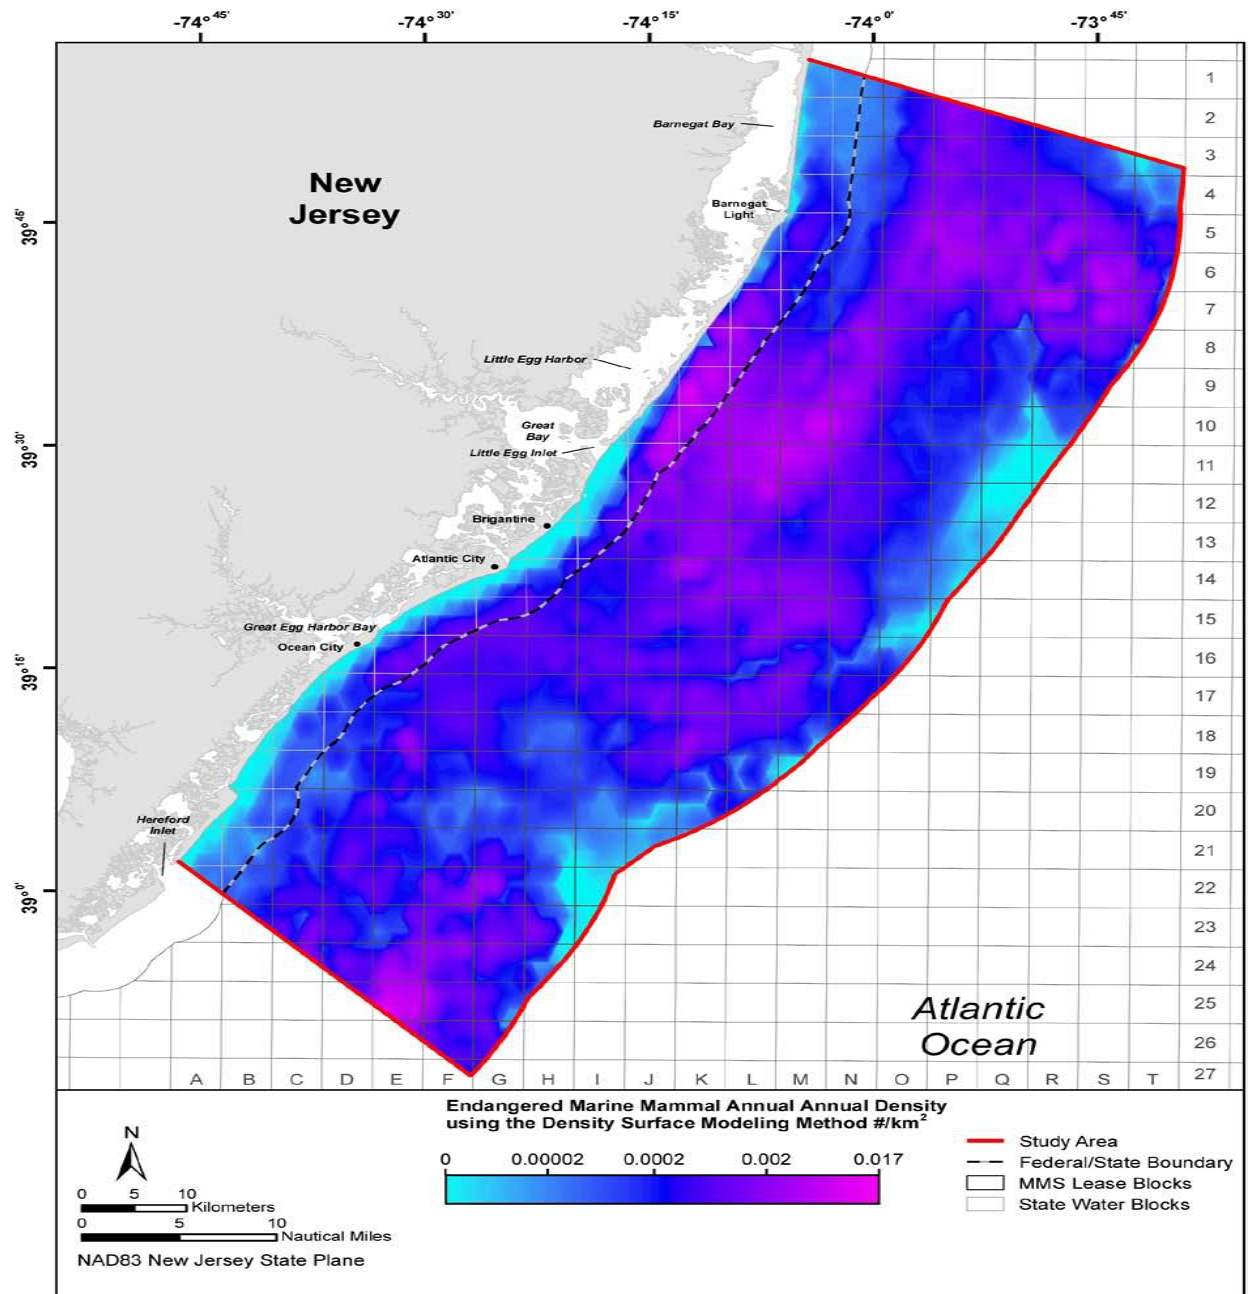 -74° 45'
-74° 30'
-74° 15'
-74° 0'
-73° 45'
39° 45'
39° 30'
39° 15'
39° 0'
New
Jersey
Barnegat Bay
Barnegat
Light
Little Egg Harbor
Great
Bay
Little Egg Inlet
Brigantine
Atlantic City
Great Egg Harbor Bay
Ocean City
Hereford
Inlet
Atlantic
Ocean
1
2
3
4
5
6
7
8
9
10
11
12
13
14
15
16
17
18
19
20
21
22
23
24
25
26
27
A B C D E F G H I J K L M N O P Q R S T
Endangered Marine Mammal Annual Annual Density
using the Density Surface Modeling Method #/km²
0 0.00002 0.0002 0.002 0.017
N
0 5 10
Kilometers
0 5 10
Nautical Miles
NAD83 New Jersey State Plane
Study Area
Federal/State Boundary
MMS Lease Blocks
State Water Blocks